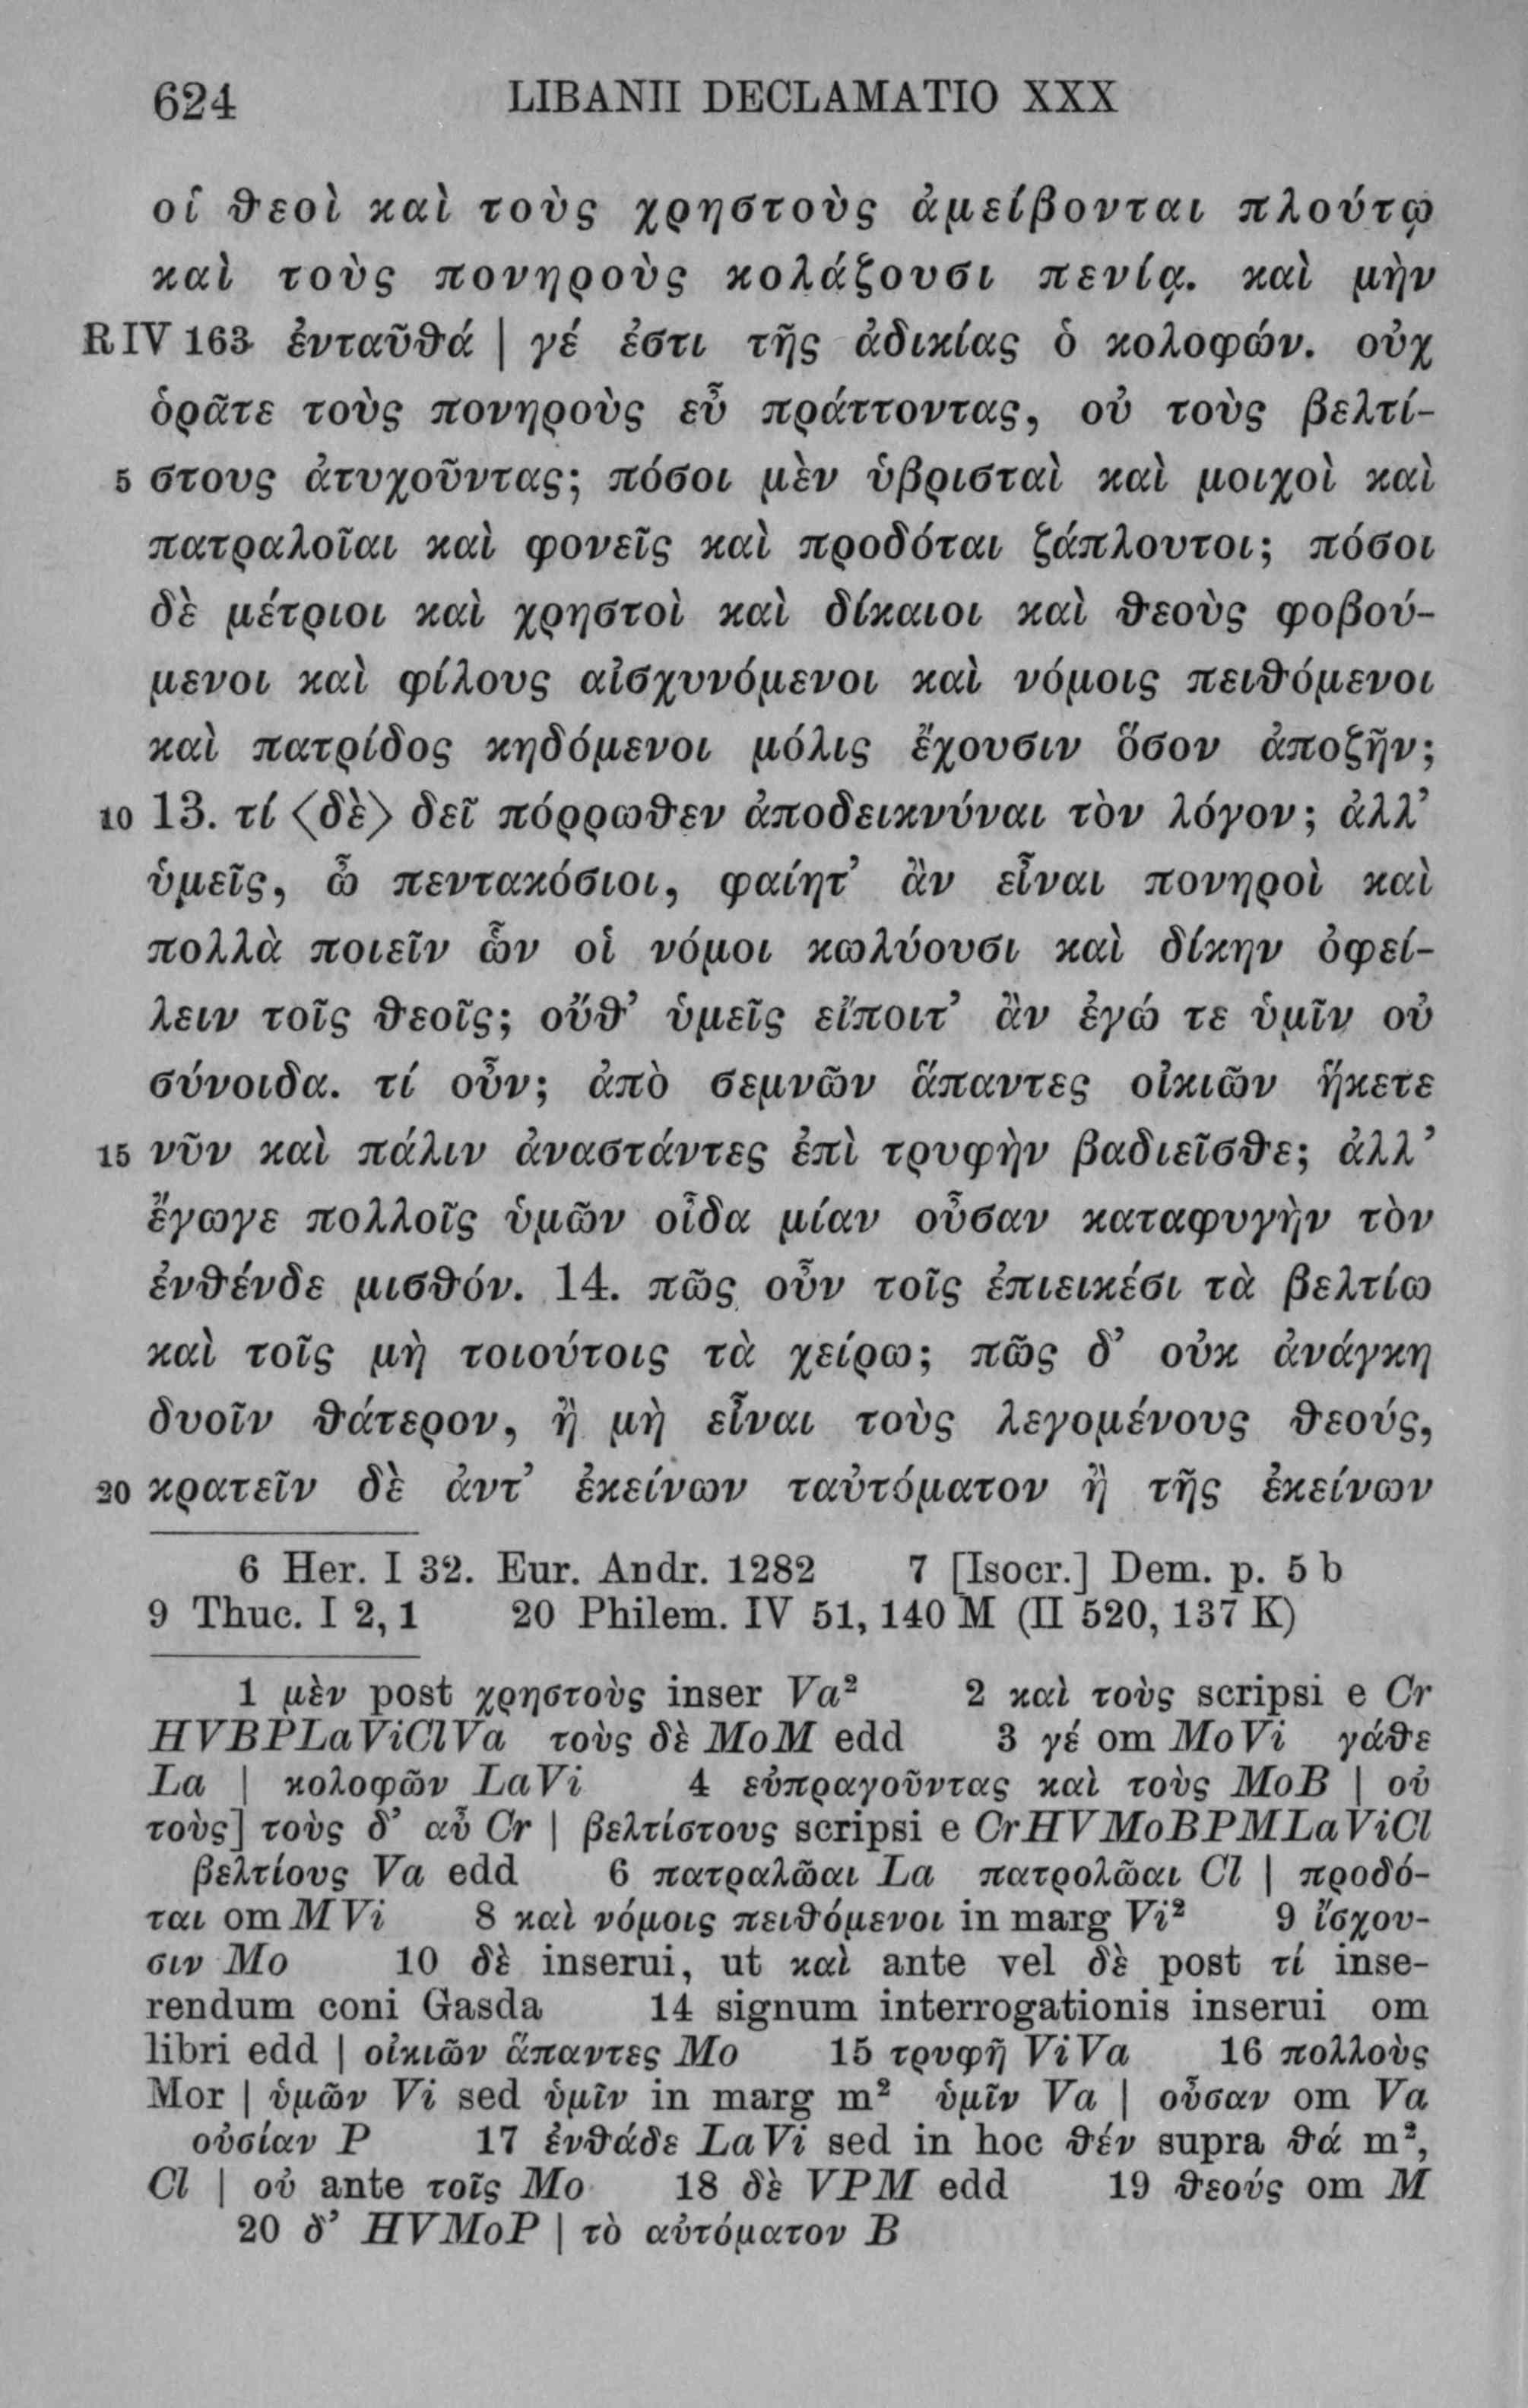 624 LIBANII DECLAMATIO XXX
οἱ θεοὶ καὶ τοὺς χρηστοὺς ἀμείβονται πλούτῳ
καὶ τοὺς πονηροὺς κολάζουσι πενίᾳ. καὶ μὴν
R IV 163 ἐνταῦθά | γέ ἐστι τῆς ἀδικίας ὁ κολοφών. οὐχ
ὁρᾶτε τοὺς πονηροὺς εὖ πράττοντας, οὐ τοὺς βελτί-
5 στους ἀτυχοῦντας; πόσοι μὲν ὑβρισταὶ καὶ μοιχοὶ καὶ
πατραλοῖαι καὶ φονεῖς καὶ προδόται ζάπλουτοι; πόσοι
δὲ μέτριοι καὶ χρηστοὶ καὶ δίκαιοι καὶ θεοὺς φοβού-
μενοι καὶ φίλους αἰσχυνόμενοι καὶ νόμοις πειθόμενοι
καὶ πατρίδος κηδόμενοι μόλις ἔχουσιν ὅσον ἀποζῆν;
10 13. τί ⟨δὲ⟩ δεῖ πόρρωθεν ἀποδεικνύναι τὸν λόγον; ἀλλ’
ὑμεῖς, ὦ πεντακόσιοι, φαίητ’ ἂν εἶναι πονηροὶ καὶ
πολλὰ ποιεῖν ὧν οἱ νόμοι κωλύουσι καὶ δίκην ὀφεί-
λειν τοῖς θεοῖς; οὔθ’ ὑμεῖς εἴποιτ’ ἂν ἐγώ τε ὑμῖν οὐ
σύνοιδα. τί οὖν; ἀπὸ σεμνῶν ἅπαντες οἰκιῶν ἥκετε
15 νῦν καὶ πάλιν ἀναστάντες ἐπὶ τρυφὴν βαδιεῖσθε; ἀλλ’
ἔγωγε πολλοῖς ὑμῶν οἶδα μίαν οὖσαν καταφυγὴν τὸν
ἐνθένδε μισθόν. 14. πῶς οὖν τοῖς ἐπιεικέσι τὰ βελτίω
καὶ τοῖς μὴ τοιούτοις τὰ χείρω; πῶς δ’ οὐκ ἀνάγκη
δυοῖν θάτερον, ἢ μὴ εἶναι τοὺς λεγομένους θεούς,
20 κρατεῖν δὲ ἀντ’ ἐκείνων ταὐτόματον ἢ τῆς ἐκείνων
6 Her. I 32. Eur. Andr. 1282 7 [Isocr.] Dem. p. 5 b
9 Thuc. I 2, 1 20 Philem. IV 51, 140 M (II 520, 137 K)
1 μὲν post χρηστοὺς inser Va² 2 καὶ τοὺς scripsi e Cr
HVBPLaViClVa τοὺς δὲ MoM edd 3 γέ om MoVi γάθε
La | κολοφῶν LaVi 4 εὐπραγοῦντας καὶ τοὺς MoB | οὐ
τοὺς] τοὺς δ’ αὖ Cr | βελτίστους scripsi e CrHVMoBPMLaViCl
βελτίους Va edd 6 πατραλῶαι La πατρολῶαι Cl | προδό-
ται om MVi 8 καὶ νόμοις πειθόμενοι in marg Vi² 9 ἴσχου-
σιν Mo 10 δὲ inserui, ut καὶ ante vel δὲ post τί inse-
rendum coni Gasda 14 signum interrogationis inserui om
libri edd | οἰκιῶν ἅπαντες Mo 15 τρυφῇ ViVa 16 πολλοὺς
Mor | ὑμῶν Vi sed ὑμῖν in marg m² ὑμῖν Va | οὖσαν om Va
οὐσίαν P 17 ἐνθάδε LaVi sed in hoc θέν supra θά m²,
Cl | οὐ ante τοῖς Mo 18 δὲ VPM edd 19 θεούς om M
20 δ’ HVMoP | τὸ αὐτόματον B